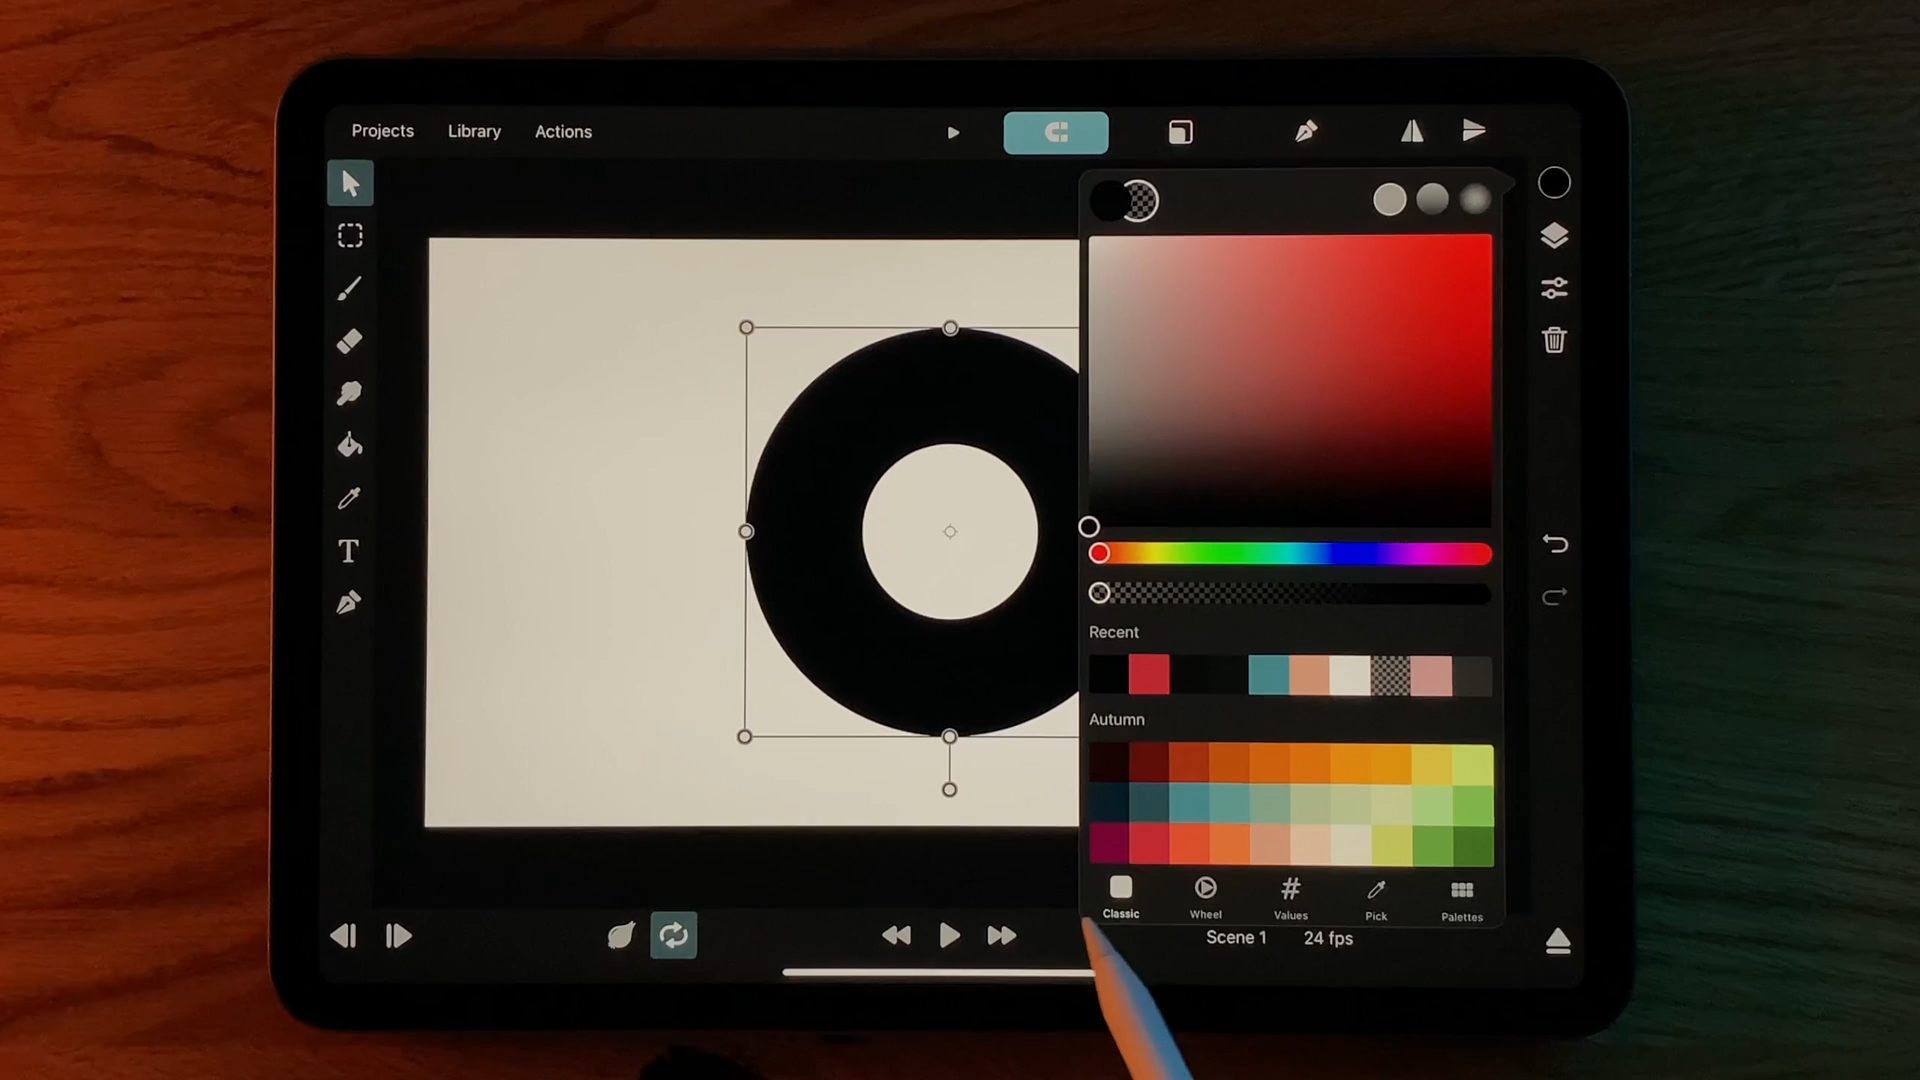 Projects Library Actions
Recent
Autumn
Classic Wheel Values Pick Palettes
Scene 1 24 fps
T